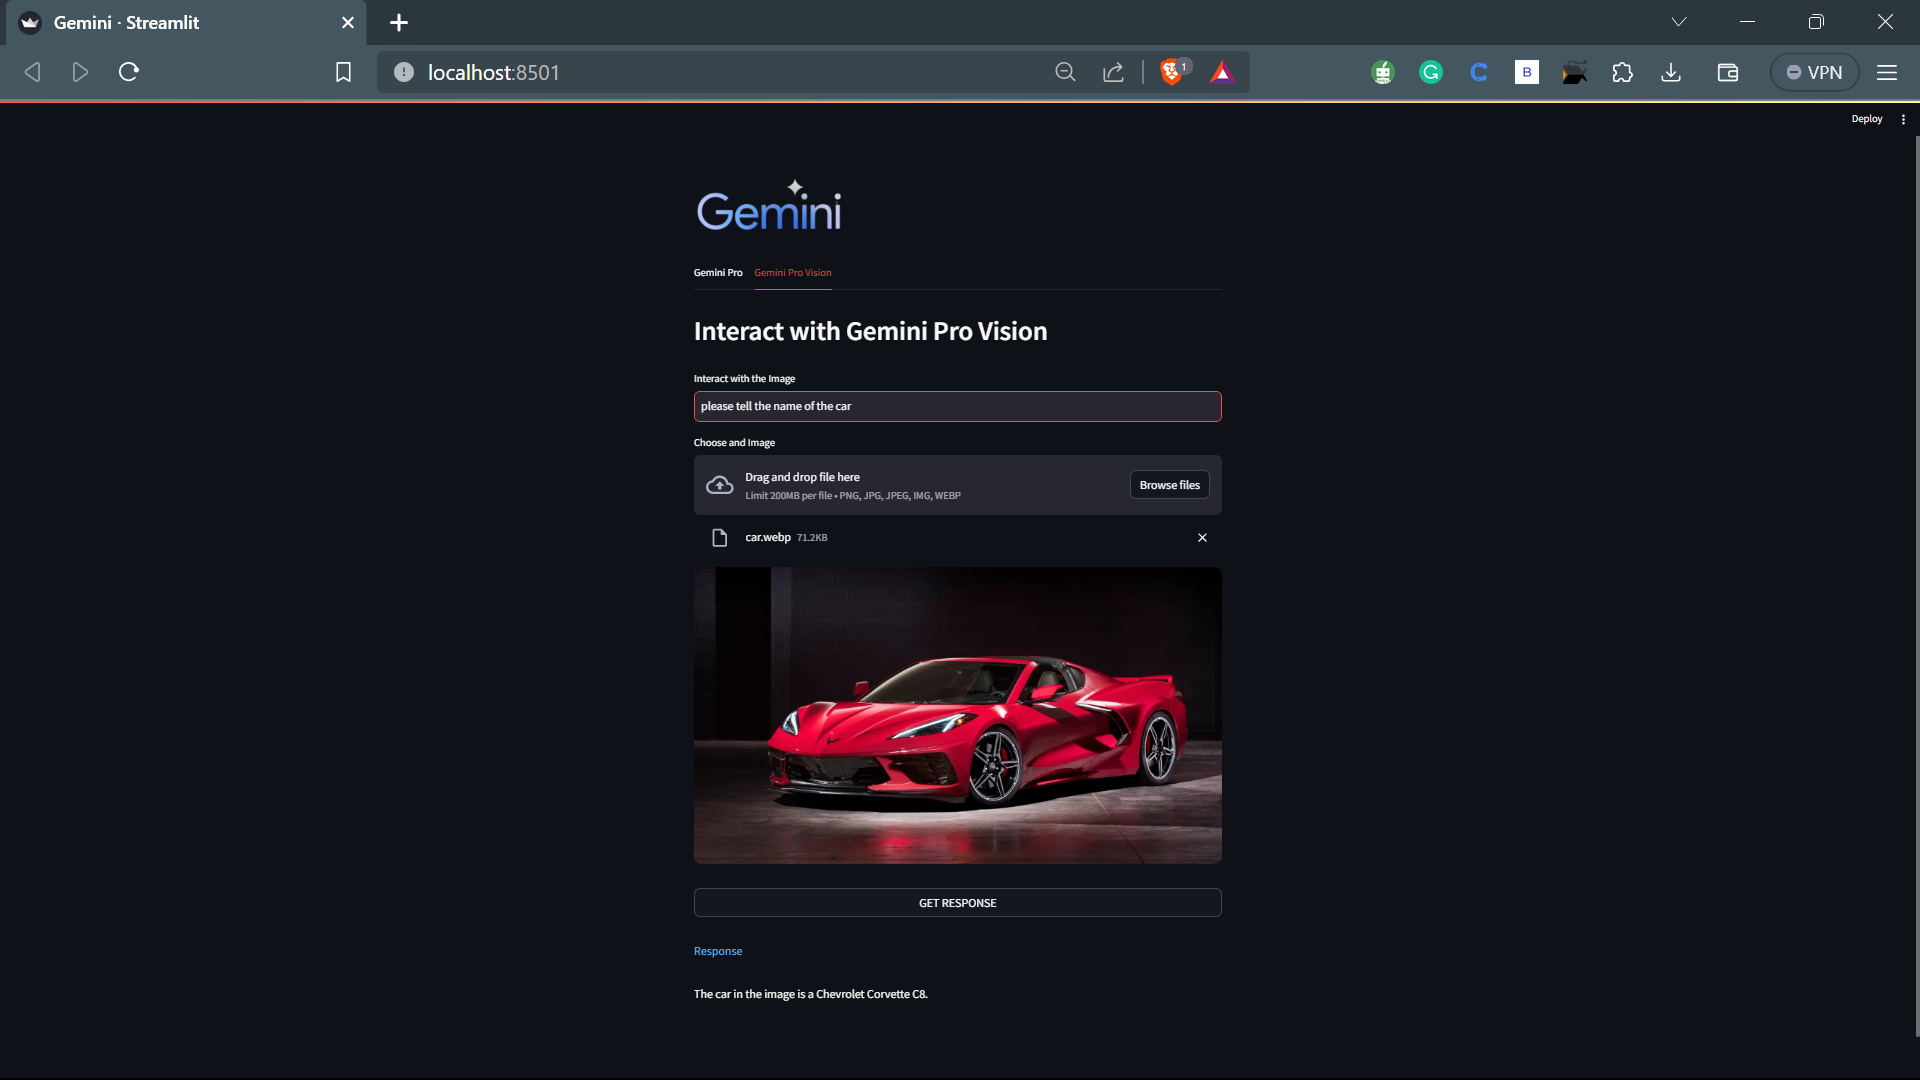 Gemini · Streamlit
localhost:8501
1
B
VPN
Deploy
Gemini
Gemini Pro
Gemini Pro Vision
Interact with Gemini Pro Vision
Interact with the Image
please tell the name of the car
Choose and Image
Drag and drop file here
Limit 200MB per file • PNG, JPG, JPEG, IMG, WEBP
Browse files
car.webp 71.2KB
GET RESPONSE
Response
The car in the image is a Chevrolet Corvette C8.